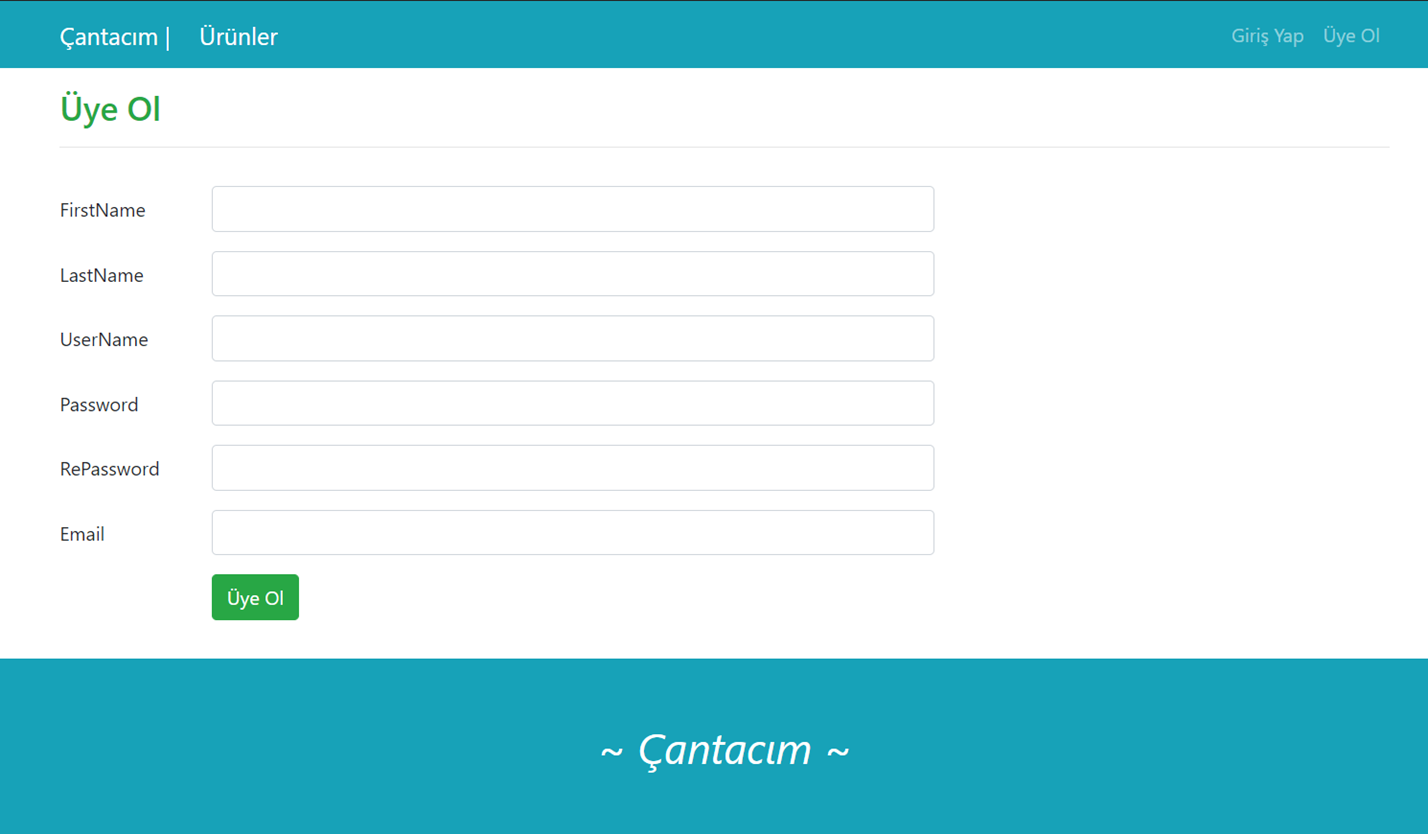 Çantacım | Ürünler Giriş Yap Üye Ol
Üye Ol
FirstName
LastName
UserName
Password
RePassword
Email
Üye Ol
~ Çantacım ~